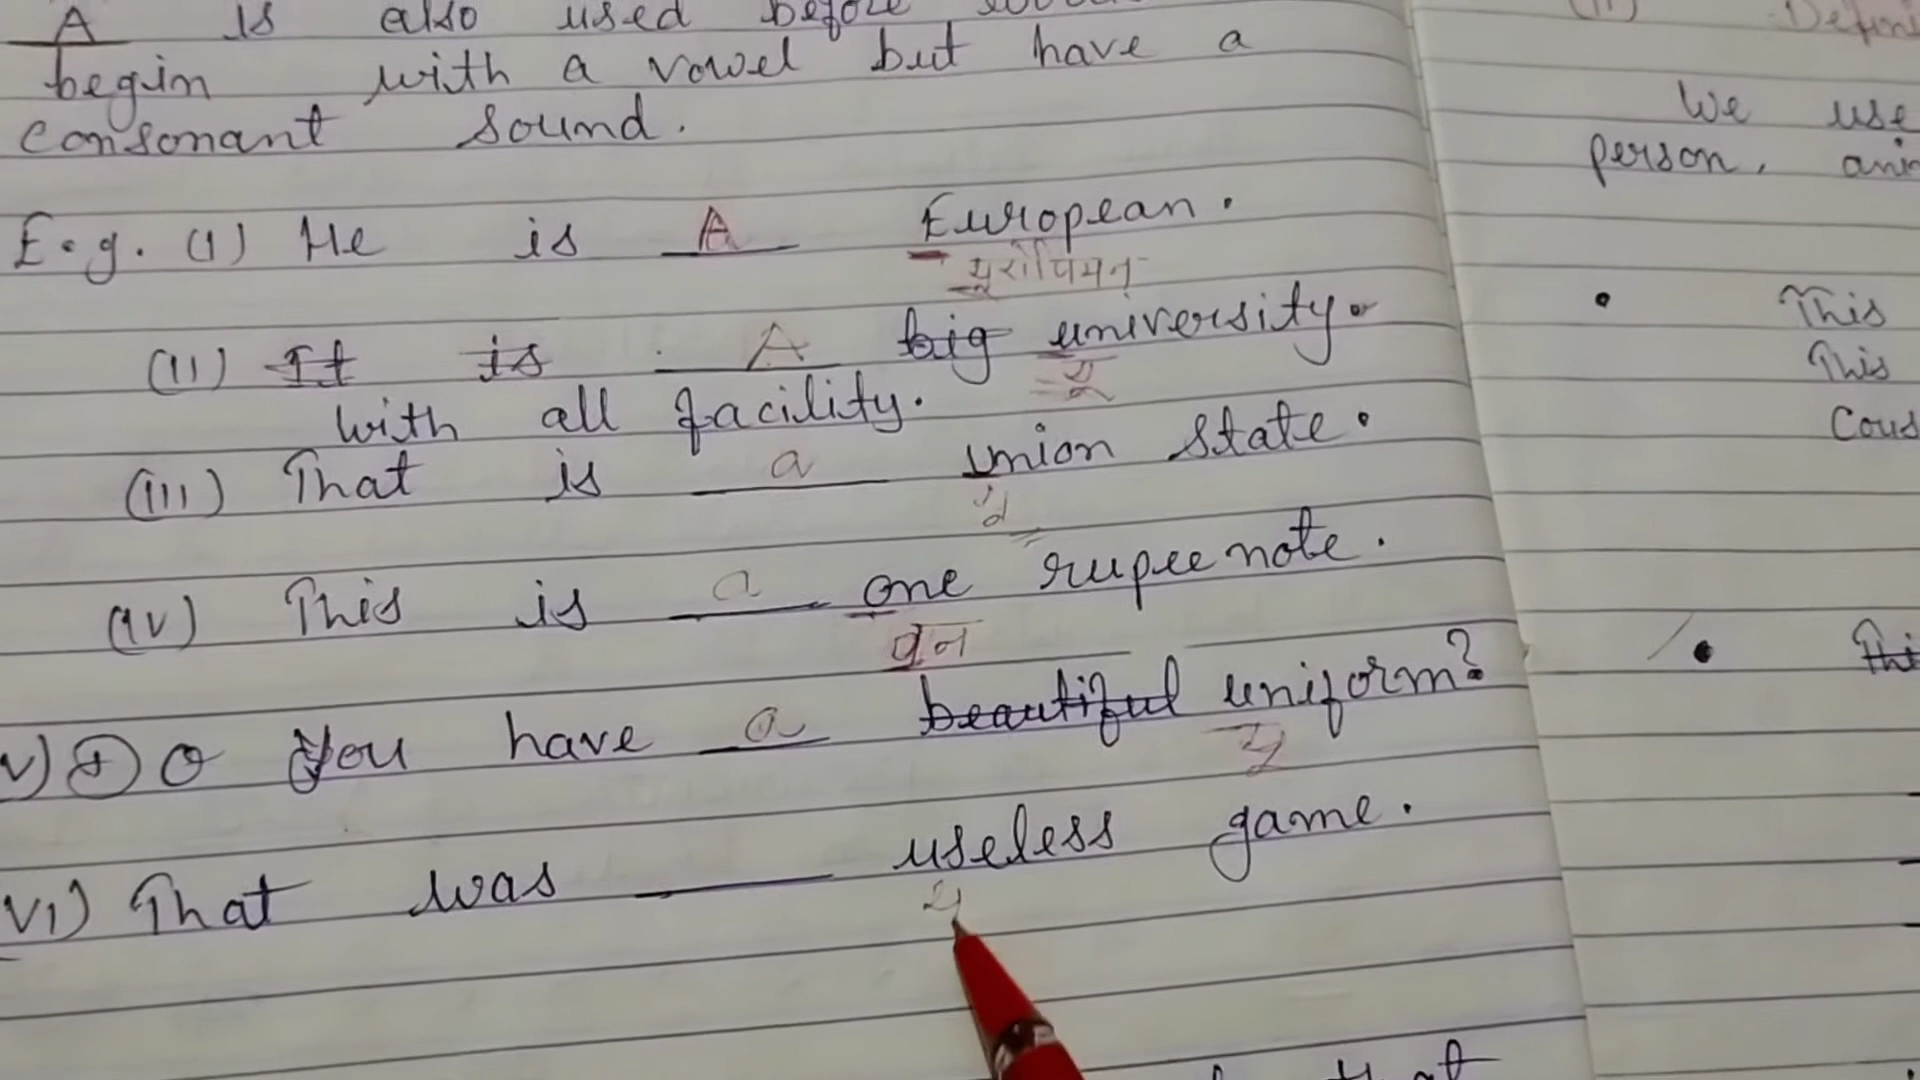 A is also used before
begin with a vowel but have a
consonant sound.
E.g. (I) He is A European.
यूरोपियन
(II) It is A big university
यू
with all facility.
(III) That is a union state.
(IV) This is a one rupee note.
वन
V) Do You have a beautiful uniform?
यू
VI) That was ____ useless game.
यू
We use
person,
• This
This